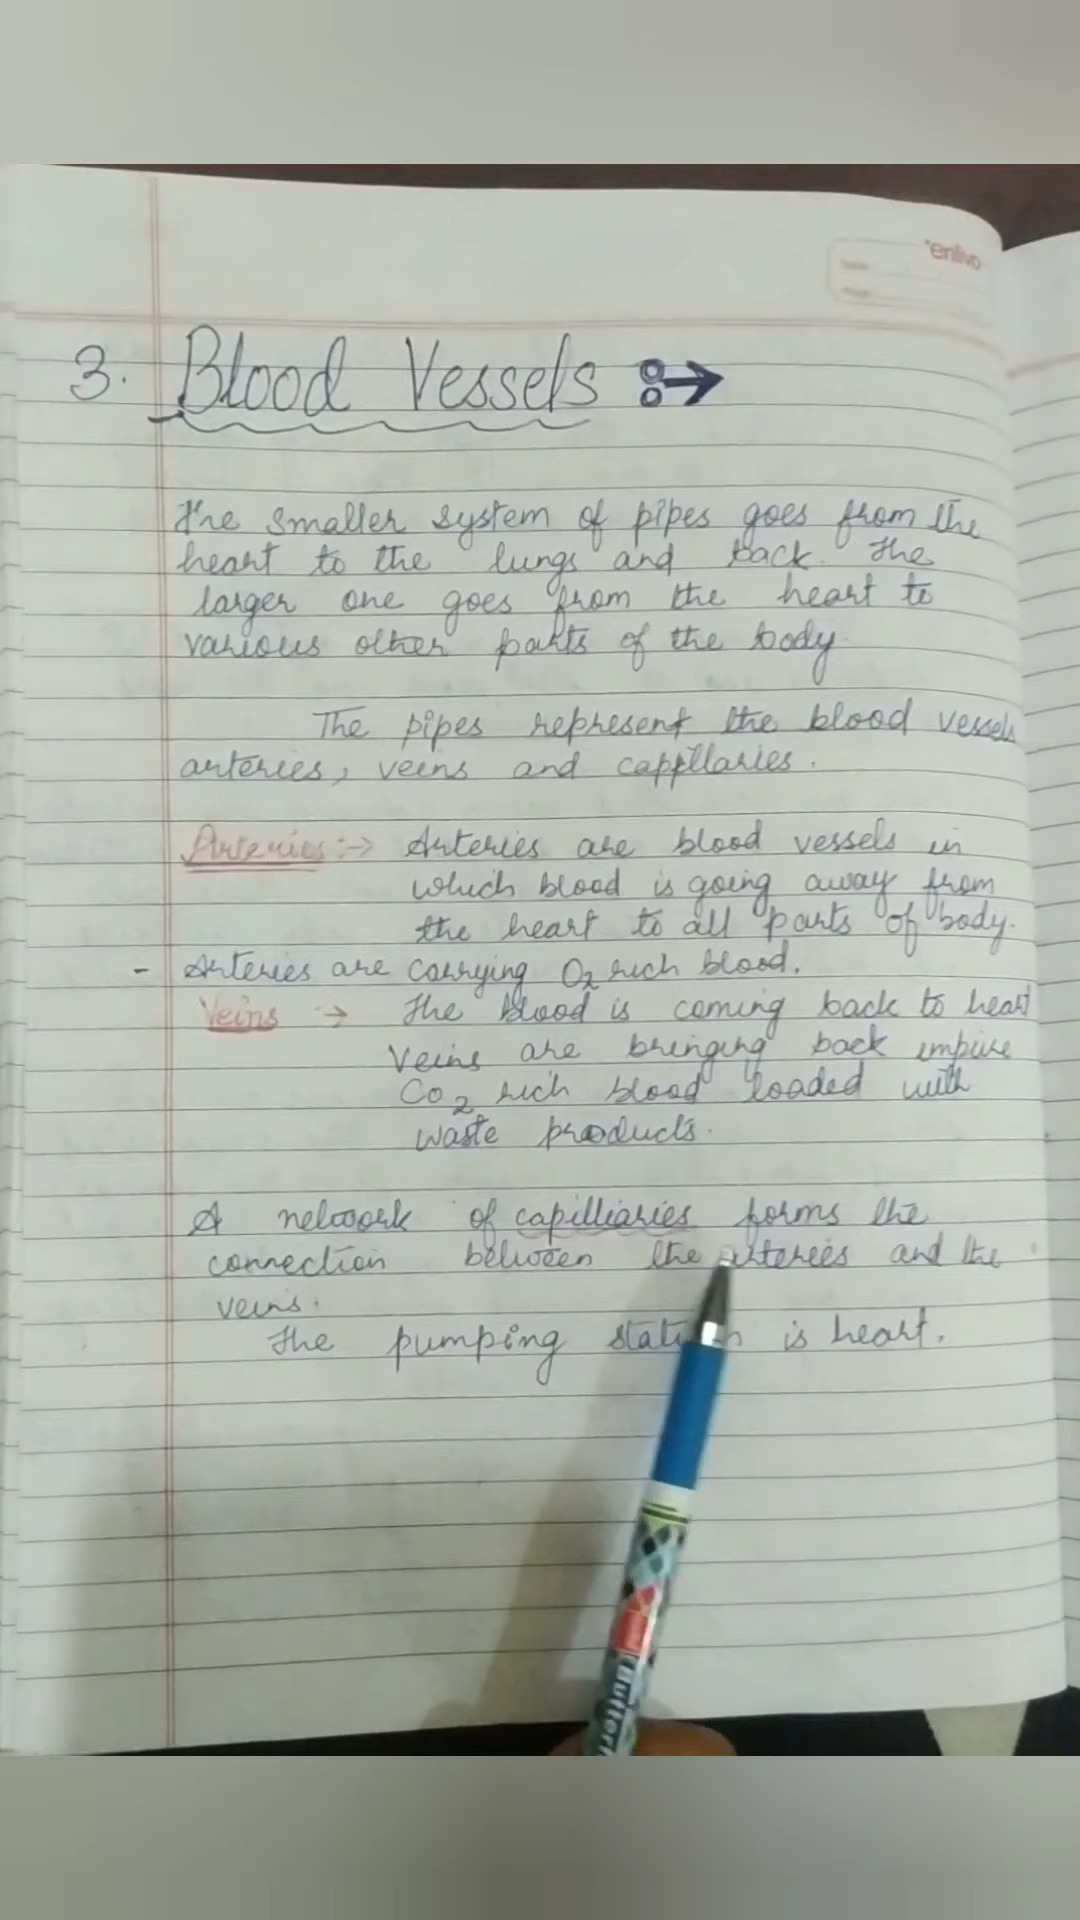 enlivo
3. Blood Vessels :→
The smaller system of pipes goes from the
heart to the lungs and back. The
larger one goes from the heart to
various other parts of the body.
The pipes represent the blood vessels
arteries, veins and cappllaries.
Arteries :-> Arteries are blood vessels in
which blood is going away from
the heart to all parts of body.
- Arteries are carrying O2 rich blood.
Veins -> The blood is coming back to heart
Veins are bringing back impure
Co2 rich blood loaded with
waste products.
A network of capilliaries forms the
connection between the arteries and the
veins.
The pumping is heart.